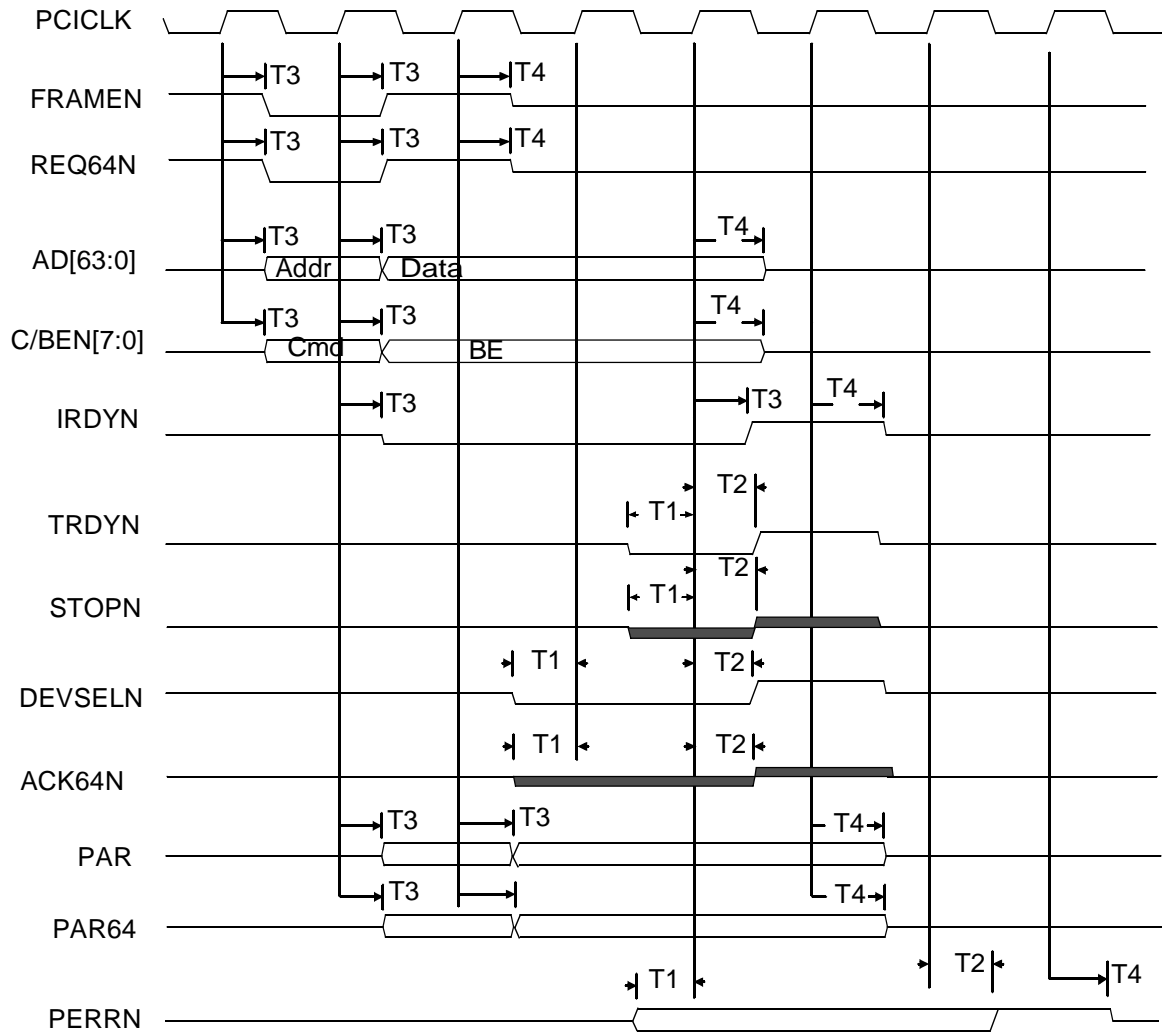 PCICLK
T3 T3 T4
FRAMEN
T3 T3 T4
REQ64N
T3 T3 T4
AD[63:0] Addr Data
T3 T3 T4
C/BEN[7:0] Cmd BE
T3 T3 T4
IRDYN
T2
T1
TRDYN
T2
T1
STOPN
T1 T2
DEVSELN
T1 T2
ACK64N
T3 T3 T4
PAR
T3 T4
PAR64
T1 T2 T4
PERRN